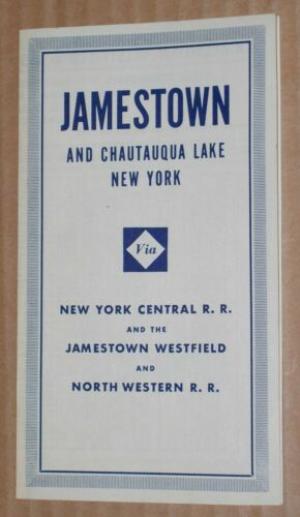 JAMESTOWN
AND CHAUTAUQUA LAKE
NEW YORK
Via
NEW YORK CENTRAL R. R.
AND THE
JAMESTOWN WESTFIELD
AND
NORTH WESTERN R. R.